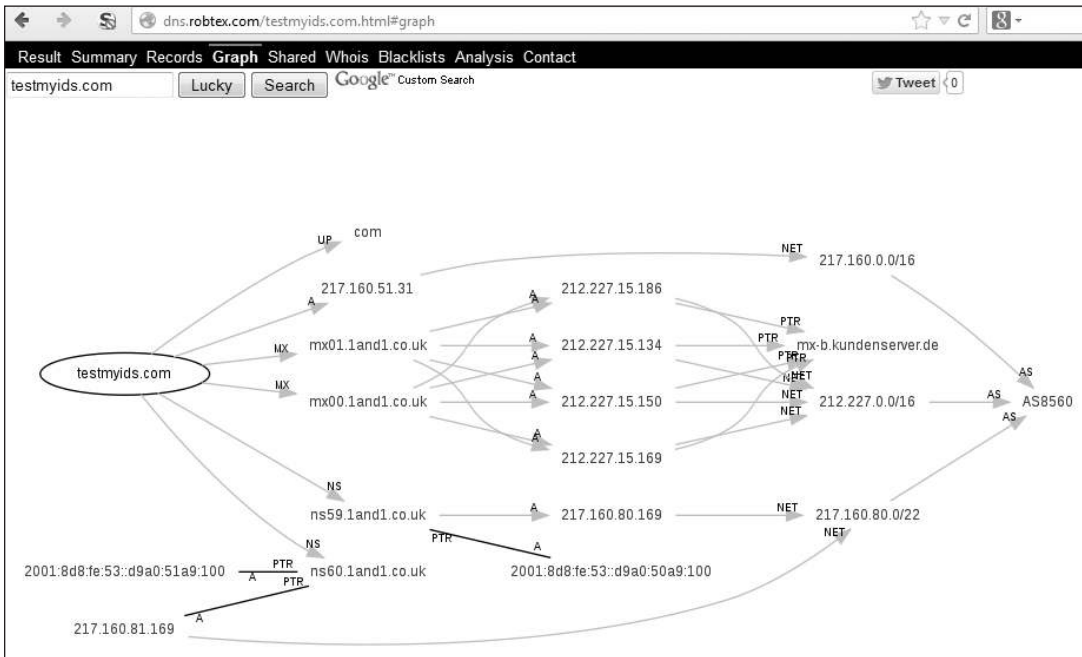 dns.robtex.com/testmyids.com.html#graph
Result Summary Records Graph Shared Whois Blacklists Analysis Contact
testmyids.com Lucky Search Google™ Custom Search Tweet 0
UP com
NET 217.160.0.0/16
A 217.160.51.31
A A 212.227.15.186
PTR
MX mx01.1and1.co.uk A 212.227.15.134 PTR mx-b.kundenserver.de
testmyids.com
A PTR PTR
MX A NET NET AS
mx00.1and1.co.uk A 212.227.15.150 NET 212.227.0.0/16 AS AS8560
NET AS
A A 212.227.15.169
NS
ns59.1and1.co.uk A 217.160.80.169 NET 217.160.80.0/22
PTR A NET
NS
2001:8d8:fe:53::d9a0:51a9:100 A PTR ns60.1and1.co.uk 2001:8d8:fe:53::d9a0:50a9:100
PTR
A
217.160.81.169